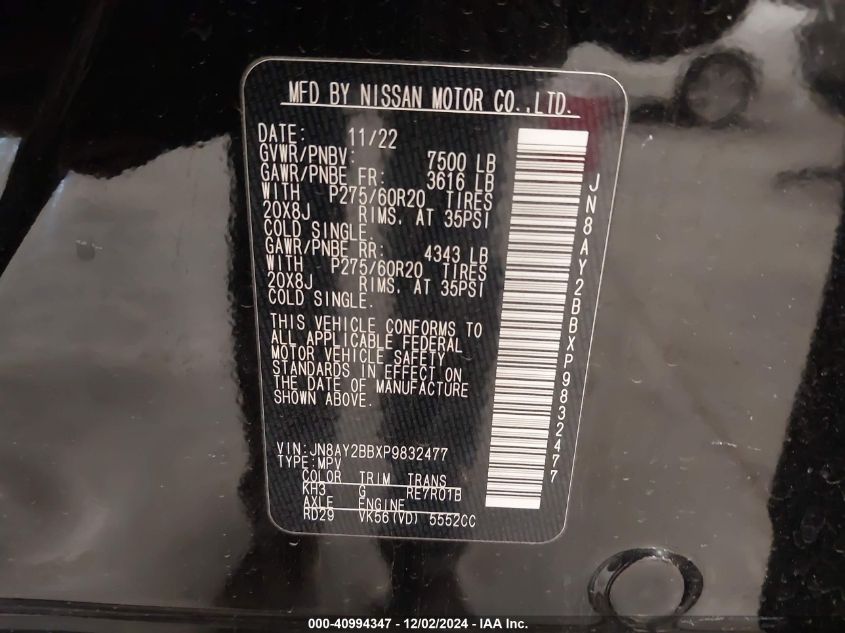 MFD BY NISSAN MOTOR CO.,LTD.
DATE: 11/22
GVWR/PNBV: 7500 LB
GAWR/PNBE FR: 3616 LB
WITH P275/60R20 TIRES
20X8J RIMS, AT 35PSI
COLD SINGLE.
GAWR/PNBE RR: 4343 LB
WITH P275/60R20 TIRES
20X8J RIMS, AT 35PSI
COLD SINGLE.
THIS VEHICLE CONFORMS TO
ALL APPLICABLE FEDERAL
MOTOR VEHICLE SAFETY
STANDARDS IN EFFECT ON
THE DATE OF MANUFACTURE
SHOWN ABOVE.
VIN:JN8AY2BBXP9832477
TYPE:MPV
COLOR TRIM TRANS
KH3 G RE7R01B
AXLE ENGINE
RD29 VK56(VD) 5552CC
JN8AY2BBXP9832477
000-40994347 - 12/02/2024 - IAA Inc.